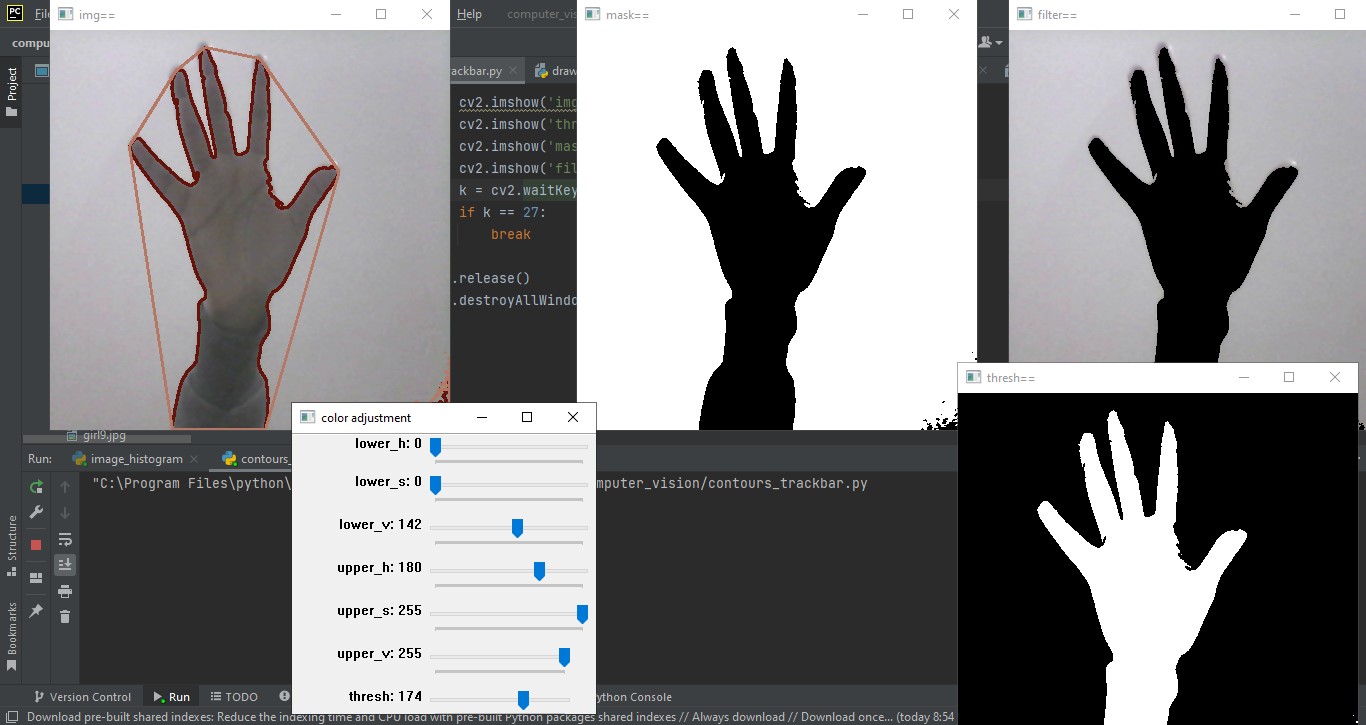 PC File
img==
Help computer_vis
mask==
filter==
compu
Project
ackbar.py
draw
cv2.imshow('img
cv2.imshow('thr
cv2.imshow('mas
cv2.imshow('fil
k = cv2.waitKey
if k == 27:
break
.release()
.destroyAllWindo
thresh==
color adjustment
lower_h: 0
lower_s: 0
lower_v: 142
upper_h: 180
upper_s: 255
upper_v: 255
thresh: 174
girl9.jpg
Run: image_histogram contours_
"C:\Program Files\python\
mputer_vision/contours_trackbar.py
Structure
Bookmarks
Version Control Run TODO
ython Console
Download pre-built shared indexes: Reduce the indexing time and CPU load with pre-built Python packages shared indexes // Always download // Download once... (today 8:54